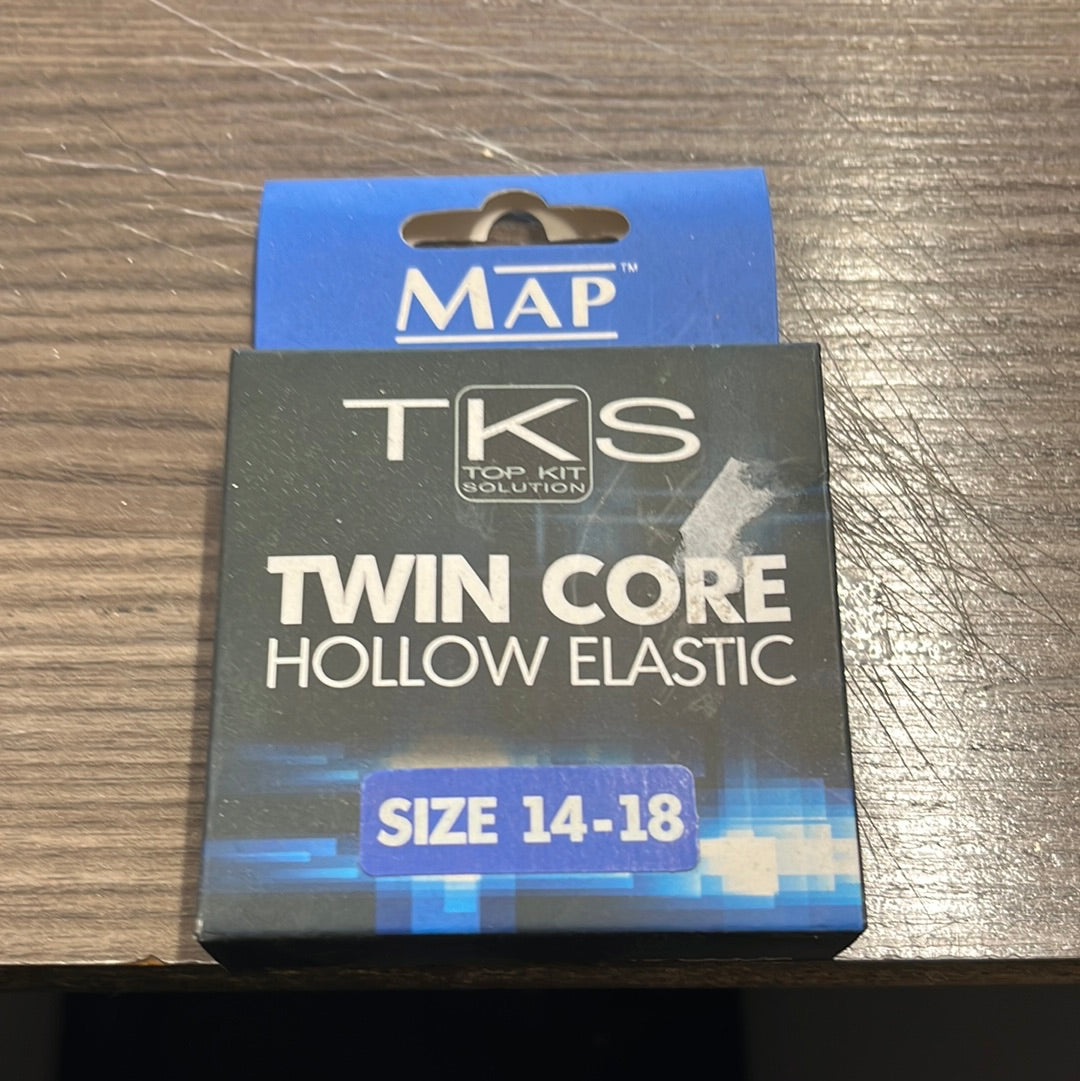 MAP™
TKS
TOP KIT
SOLUTION
TWIN CORE
HOLLOW ELASTIC
SIZE 14-18